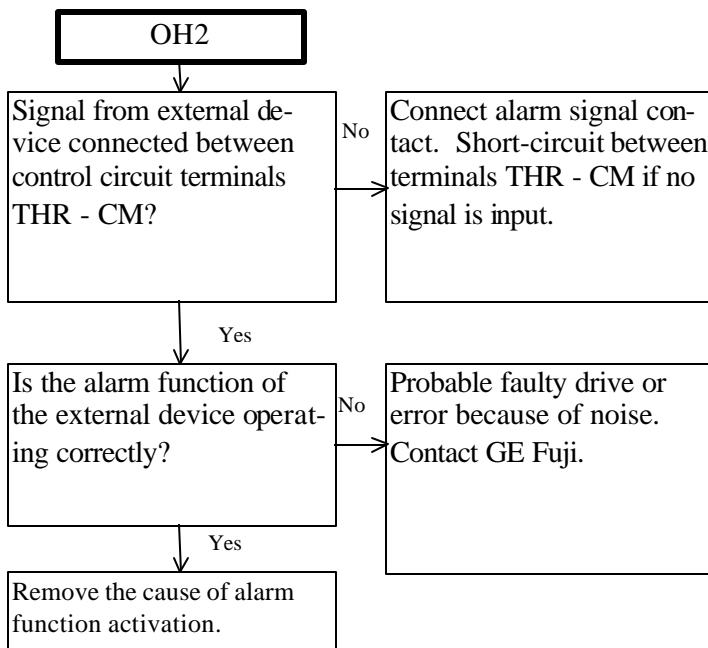 OH2
Signal from external de-
vice connected between
control circuit terminals
THR - CM?
No
Connect alarm signal con-
tact. Short-circuit between
terminals THR - CM if no
signal is input.
Yes
Is the alarm function of
the external device operat-
ing correctly?
No
Probable faulty drive or
error because of noise.
Contact GE Fuji.
Yes
Remove the cause of alarm
function activation.